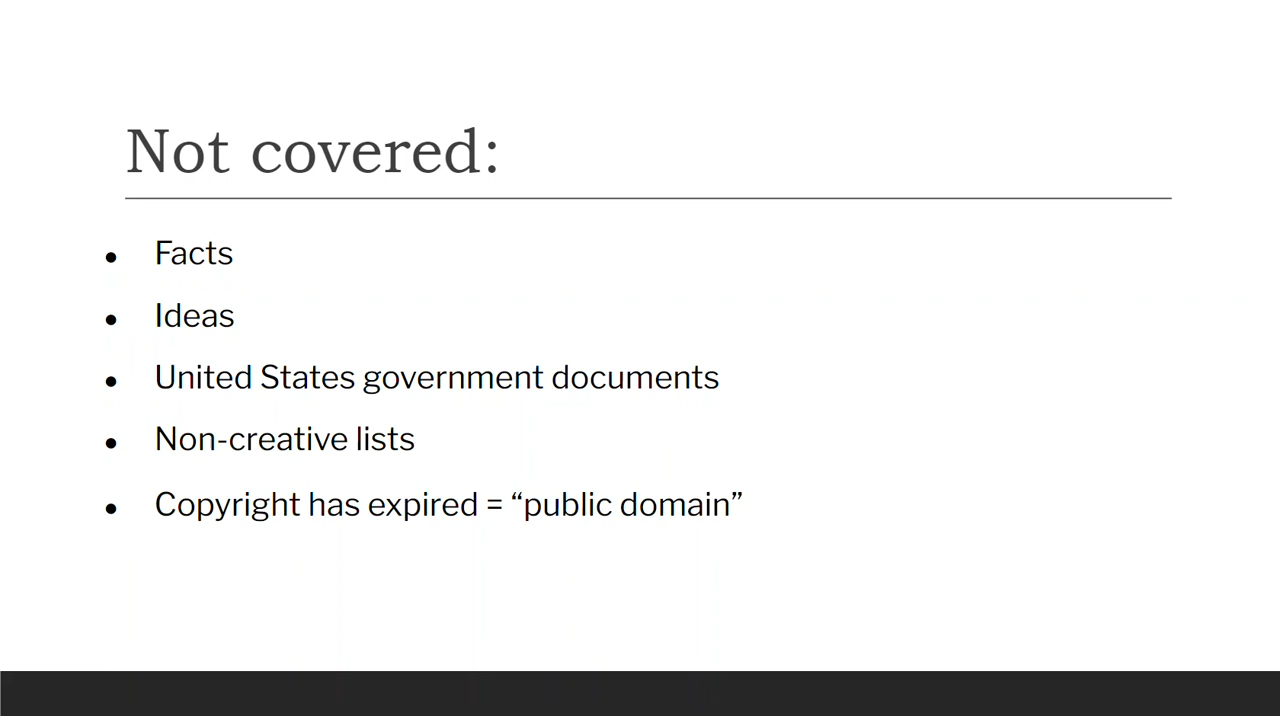 Not covered:
● Facts
● Ideas
● United States government documents
● Non-creative lists
● Copyright has expired = “public domain”